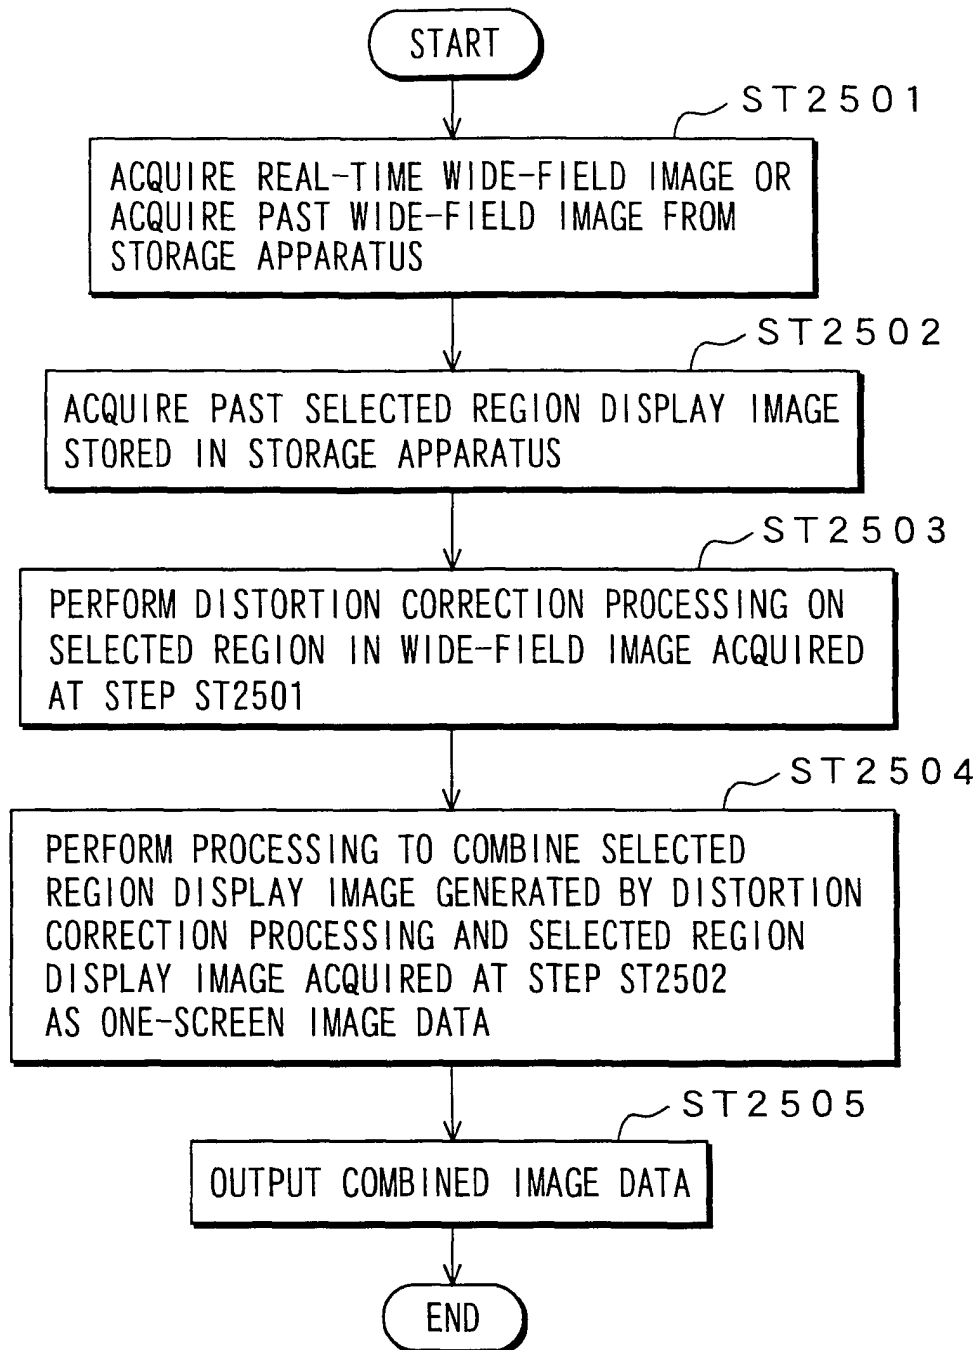 START
ST2501
ACQUIRE REAL-TIME WIDE-FIELD IMAGE OR
ACQUIRE PAST WIDE-FIELD IMAGE FROM
STORAGE APPARATUS
ST2502
ACQUIRE PAST SELECTED REGION DISPLAY IMAGE
STORED IN STORAGE APPARATUS
ST2503
PERFORM DISTORTION CORRECTION PROCESSING ON
SELECTED REGION IN WIDE-FIELD IMAGE ACQUIRED
AT STEP ST2501
ST2504
PERFORM PROCESSING TO COMBINE SELECTED
REGION DISPLAY IMAGE GENERATED BY DISTORTION
CORRECTION PROCESSING AND SELECTED REGION
DISPLAY IMAGE ACQUIRED AT STEP ST2502
AS ONE-SCREEN IMAGE DATA
ST2505
OUTPUT COMBINED IMAGE DATA
END